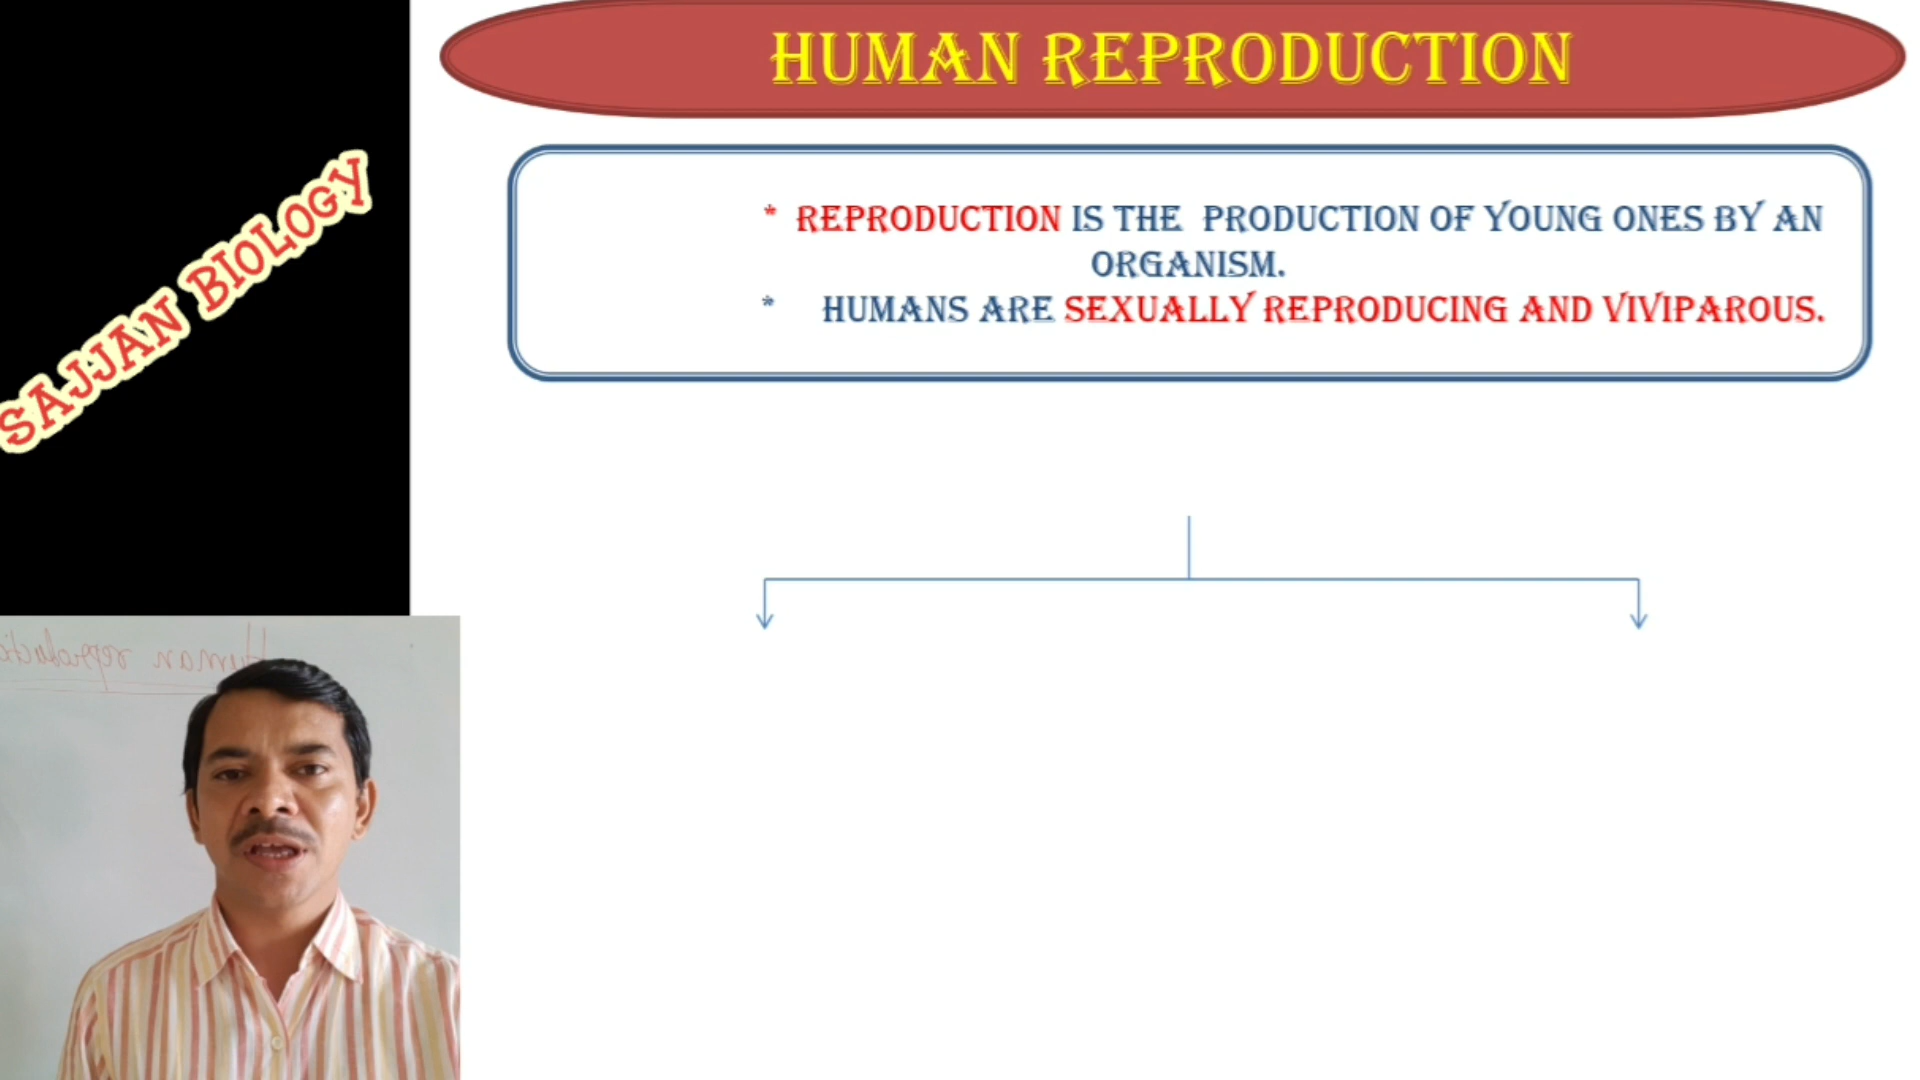 HUMAN REPRODUCTION
* REPRODUCTION IS THE PRODUCTION OF YOUNG ONES BY AN
ORGANISM.
* HUMANS ARE SEXUALLY REPRODUCING AND VIVIPAROUS.
SAJJAN BIOLOGY
Human